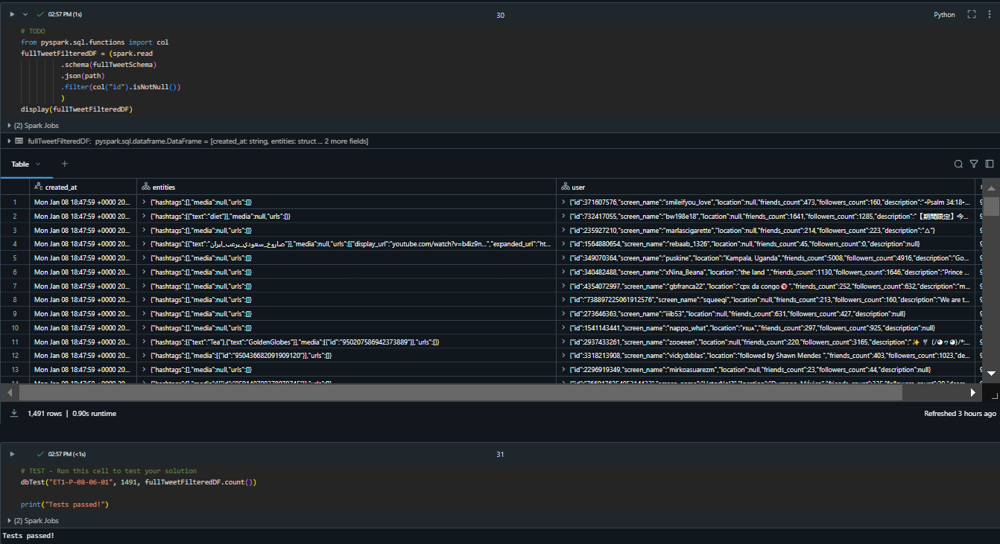 02:57 PM (1s)
30
Python
# TODO
from pyspark.sql.functions import col
fullTweetFilteredDF = (spark.read
.schema(fullTweetSchema)
.json(path)
.filter(col("id").isNotNull())
)
display(fullTweetFilteredDF)
(2) Spark Jobs
fullTweetFilteredDF: pyspark.sql.dataframe.DataFrame = [created_at: string, entities: struct ... 2 more fields]
Table
created_at entities user
1 Mon Jan 08 18:47:59 +0000 20... {"hashtags":[],"media":null,"urls":[]} {"id":371607576,"screen_name":"smileifyou_love","location":null,"friends_count":473,"followers_count":160,"description":"•Psalm 34:18•...
2 Mon Jan 08 18:47:59 +0000 20... {"hashtags":[{"text":"diet"}],"media":null,"urls":[]} {"id":732417055,"screen_name":"bw198e18","location":null,"friends_count":1641,"followers_count":1285,"description":"【期間限定】今...
3 Mon Jan 08 18:47:59 +0000 20... {"hashtags":[],"media":null,"urls":[]} {"id":235927210,"screen_name":"marlascigarette","location":null,"friends_count":214,"followers_count":223,"description":"△"}
4 Mon Jan 08 18:47:59 +0000 20... {"hashtags":[{"text":"صاروخ_سعودي_يرعب_ايران"}],"media":null,"urls":[{"display_url":"youtube.com/watch?v=b4iz9n...","expanded_url":"ht... {"id":1564880654,"screen_name":"rebaab_1326","location":null,"friends_count":45,"followers_count":0,"description":null}
5 Mon Jan 08 18:47:59 +0000 20... {"hashtags":[],"media":null,"urls":[]} {"id":349070364,"screen_name":"puskine","location":"Kampala, Uganda","friends_count":5008,"followers_count":4916,"description":"Go...
6 Mon Jan 08 18:47:59 +0000 20... {"hashtags":[],"media":null,"urls":[]} {"id":340482488,"screen_name":"xNina_Beana","location":"the land ","friends_count":1130,"followers_count":1646,"description":"Prince ...
7 Mon Jan 08 18:47:59 +0000 20... {"hashtags":[],"media":null,"urls":[]} {"id":4354072997,"screen_name":"gbfranca22","location":"cpx da congo🎯","friends_count":252,"followers_count":632,"description":"m...
8 Mon Jan 08 18:47:59 +0000 20... {"hashtags":[],"media":null,"urls":[]} {"id":"738897225061912576","screen_name":"squeeqi","location":null,"friends_count":213,"followers_count":160,"description":"We are t...
9 Mon Jan 08 18:47:59 +0000 20... {"hashtags":[],"media":null,"urls":[]} {"id":273646363,"screen_name":"iiib53","location":null,"friends_count":631,"followers_count":427,"description":null}
10 Mon Jan 08 18:47:59 +0000 20... {"hashtags":[],"media":null,"urls":[]} {"id":1541143441,"screen_name":"nappo_what","location":"ꜰɪᴜᴀ","friends_count":297,"followers_count":925,"description":null}
11 Mon Jan 08 18:47:59 +0000 20... {"hashtags":[{"text":"Tea"},{"text":"GoldenGlobes"}],"media":[{"id":"950207586942373889"}],"urls":[]} {"id":2937433261,"screen_name":"zooeeen","location":null,"friends_count":220,"followers_count":3165,"description":"
12 Mon Jan 08 18:47:59 +0000 20... {"hashtags":[],"media":[{"id":"950436682091909120"}],"urls":[]} {"id":3318213908,"screen_name":"vickydxblas","location":"followed by Shawn Mendes ","friends_count":403,"followers_count":1023,"de...
13 Mon Jan 08 18:47:59 +0000 20... {"hashtags":[],"media":null,"urls":[]} {"id":2296919349,"screen_name":"mirkoasuarezm","location":null,"friends_count":23,"followers_count":44,"description":null}
1,491 rows | 0.90s runtime
Refreshed 3 hours ago
02:57 PM (<1s)
31
# TEST - Run this cell to test your solution
dbTest("ET1-P-08-06-01", 1491, fullTweetFilteredDF.count())
print("Tests passed!")
(2) Spark Jobs
Tests passed!